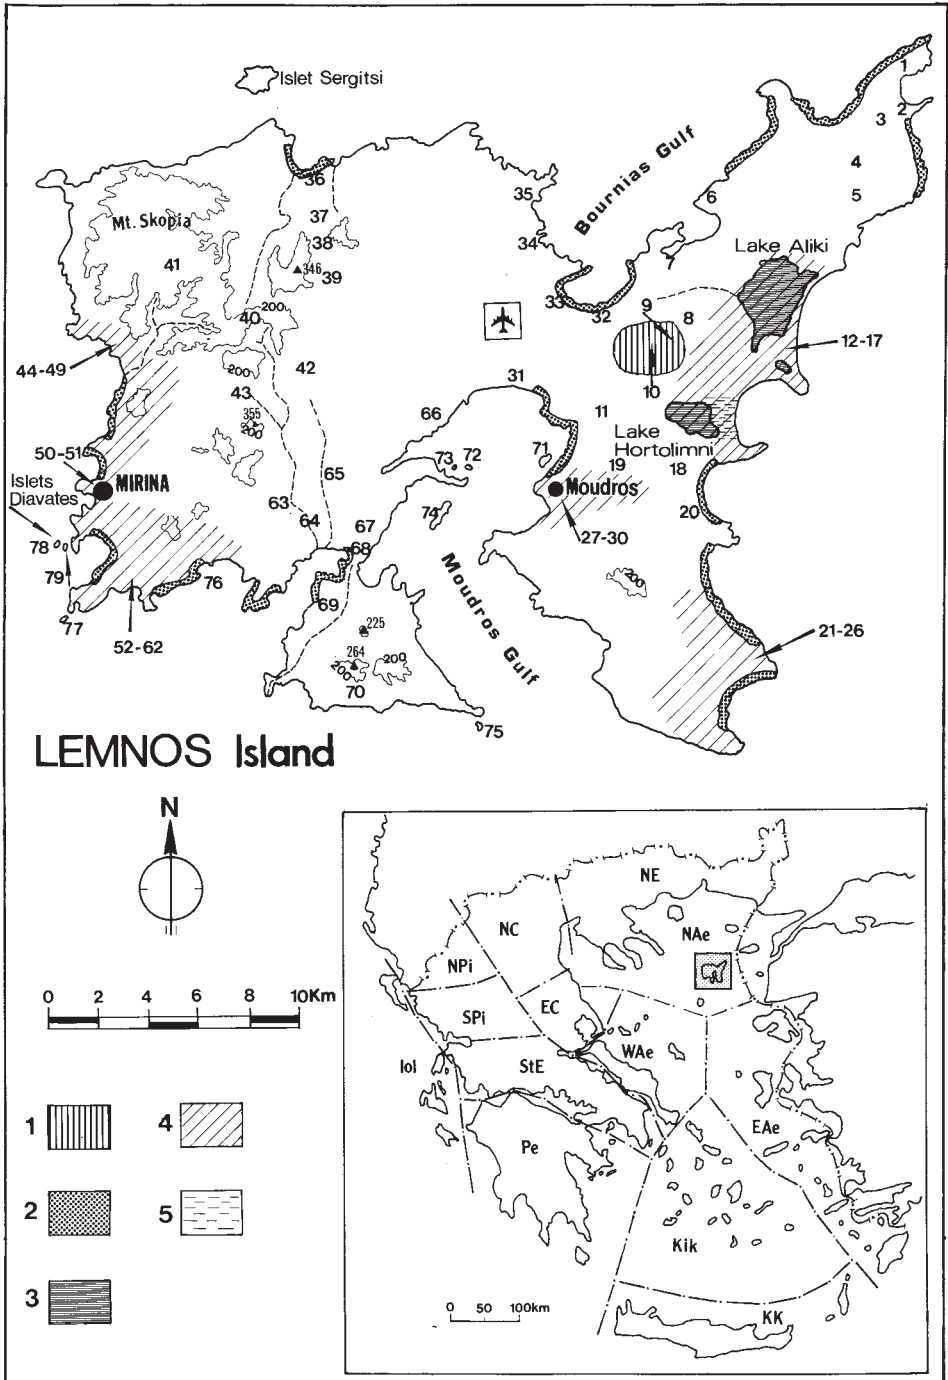 Islet Sergitsi
1
2
3
4
5
6
7
36
37
38
346
39
35
34
Bournias Gulf
Mt. Skopia
41
Lake Aliki
40
200
33
32
9
8
10
12-17
44-49
200
42
43
355
200
31
66
11
Lake
Hortolimni
18
19
50-51
Islets
Diavates
MIRINA
65
73
72
71
Moudros
63
64
74
67
68
20
27-30
78
79
76
77
52-62
69
Moudros Gulf
200
225
264
200
200
70
75
21-26
LEMNOS Island
N
0 2 4 6 8 10Km
1
4
2
5
3
NE
NC
NAe
NPi
SPi
EC
WAe
IoI
StE
EAe
Pe
Kik
KK
0 50 100km